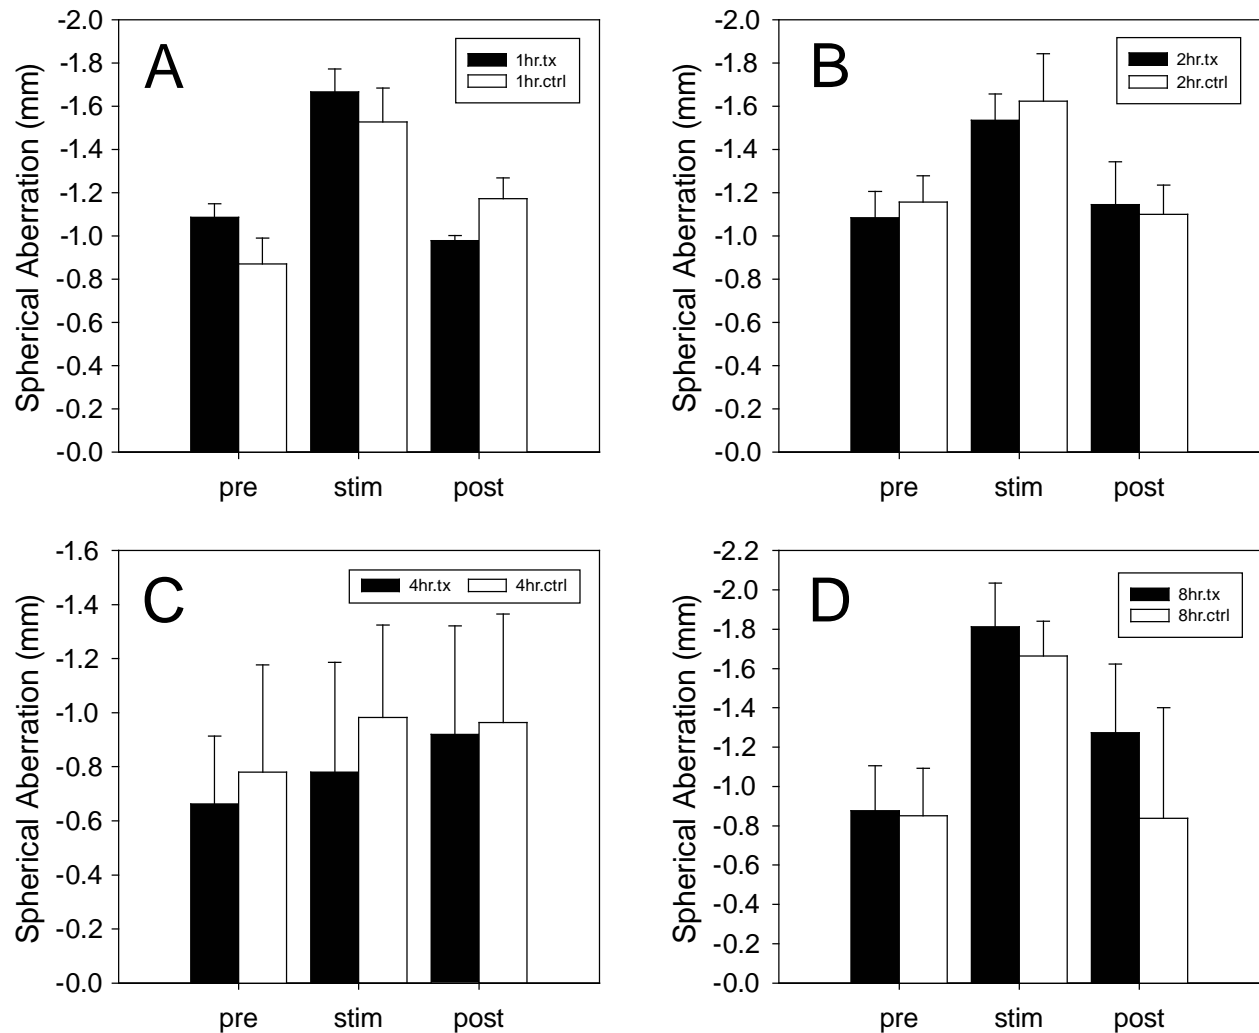 A
Spherical Aberration (mm)
-2.0
-1.8
-1.6
-1.4
-1.2
-1.0
-0.8
-0.6
-0.4
-0.2
-0.0
1hr.tx
1hr.ctrl
pre stim post
B
Spherical Aberration (mm)
-2.0
-1.8
-1.6
-1.4
-1.2
-1.0
-0.8
-0.6
-0.4
-0.2
-0.0
2hr.tx
2hr.ctrl
pre stim post
C
Spherical Aberration (mm)
-1.6
-1.4
-1.2
-1.0
-0.8
-0.6
-0.4
-0.2
-0.0
4hr.tx 4hr.ctrl
pre stim post
D
Spherical Aberration (mm)
-2.2
-2.0
-1.8
-1.6
-1.4
-1.2
-1.0
-0.8
-0.6
-0.4
-0.2
-0.0
8hr.tx
8hr.ctrl
pre stim post